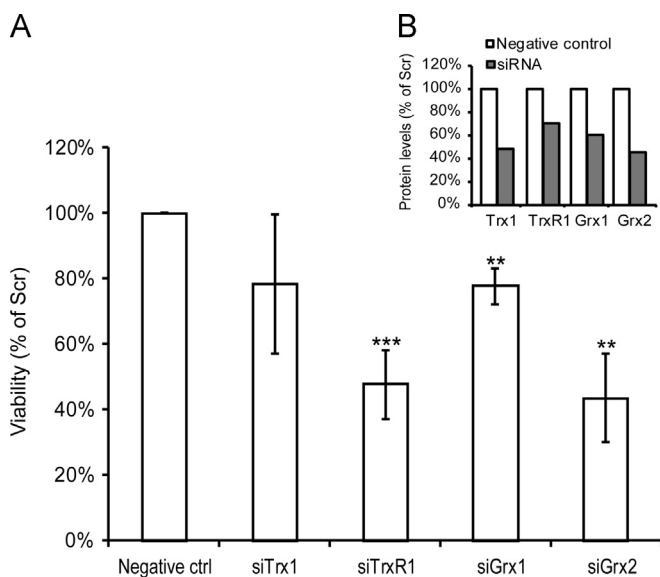 A
B
Negative control
siRNA
Protein levels (% of Scr)
120%
100%
80%
60%
40%
20%
0%
Trx1 TrxR1 Grx1 Grx2
Viability (% of Scr)
120%
100%
80%
60%
40%
20%
0%
***
**
**
Negative ctrl siTrx1 siTrxR1 siGrx1 siGrx2